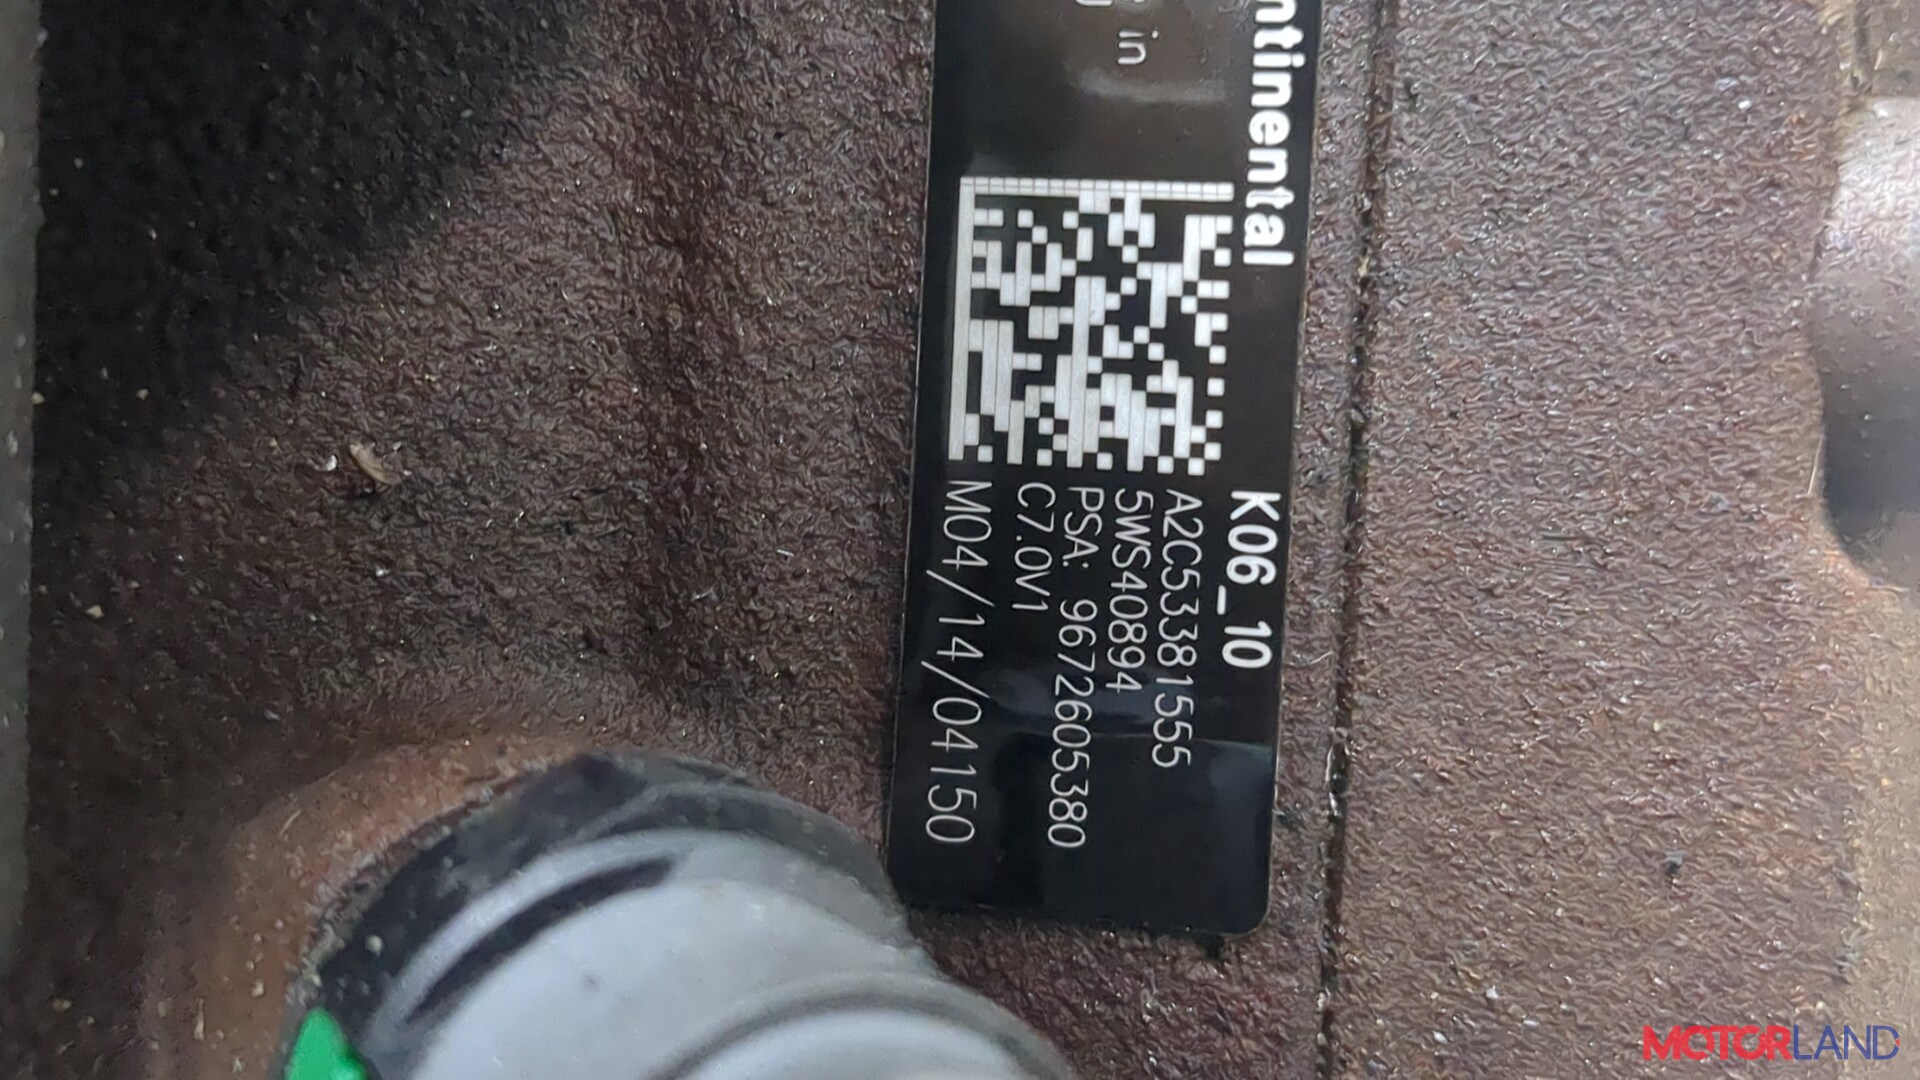 ntinental
in
K06_10
A2C53381555
5WS40894
PSA: 9672605380
C7.0V1
M04/14/04150
MOTORLAND